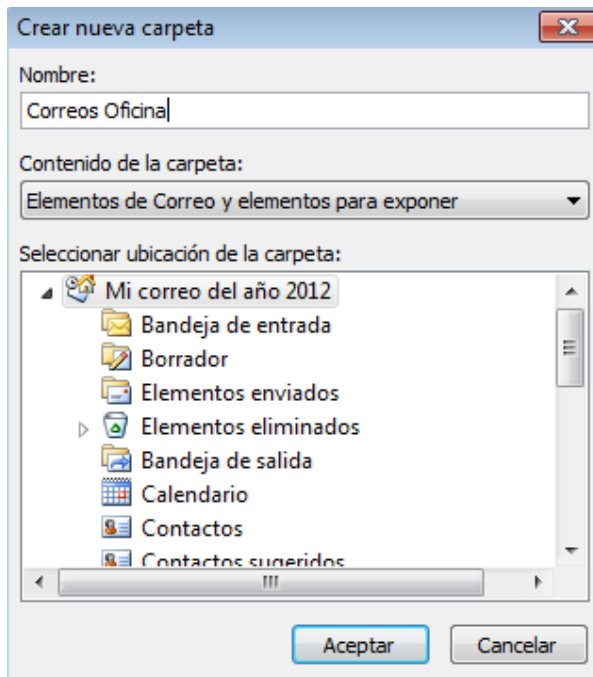 Crear nueva carpeta
Nombre:
Correos Oficina
Contenido de la carpeta:
Elementos de Correo y elementos para exponer
Seleccionar ubicación de la carpeta:
Mi correo del año 2012
Bandeja de entrada
Borrador
Elementos enviados
Elementos eliminados
Bandeja de salida
Calendario
Contactos
Contactos sugeridos
Aceptar
Cancelar